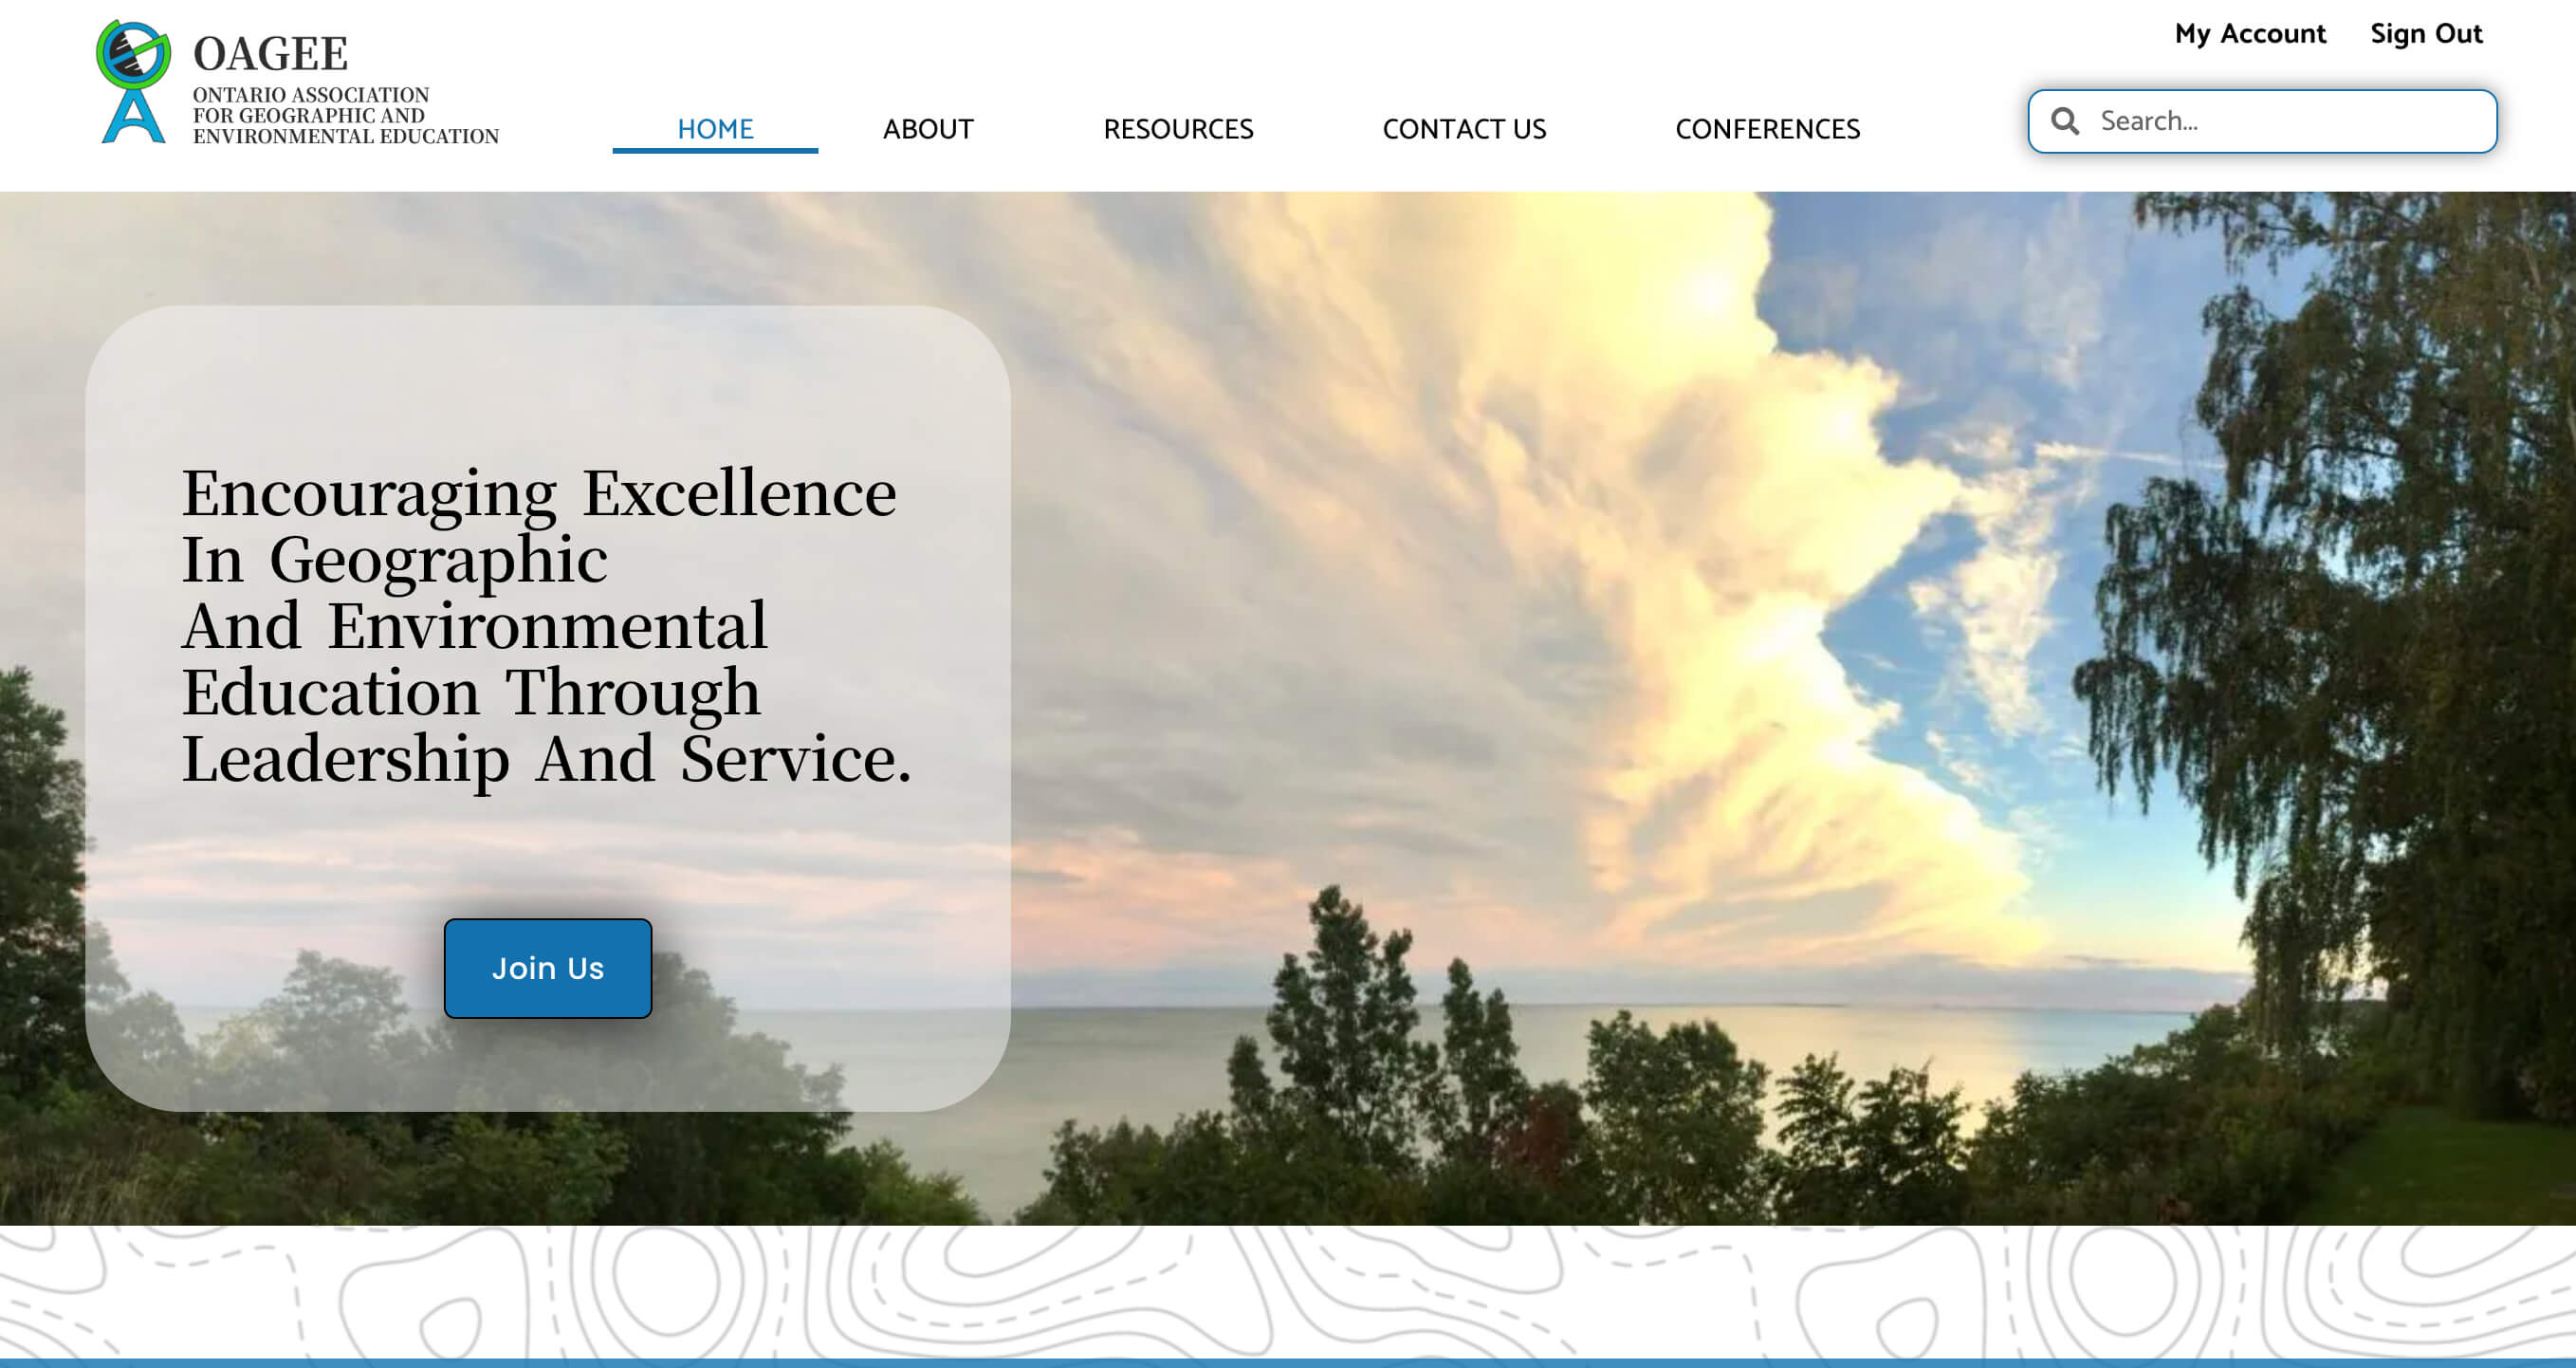 OAGEE
ONTARIO ASSOCIATION
FOR GEOGRAPHIC AND
ENVIRONMENTAL EDUCATION
My Account
Sign Out
HOME
ABOUT
RESOURCES
CONTACT US
CONFERENCES
Search...
Encouraging Excellence
In Geographic
And Environmental
Education Through
Leadership And Service.
Join Us